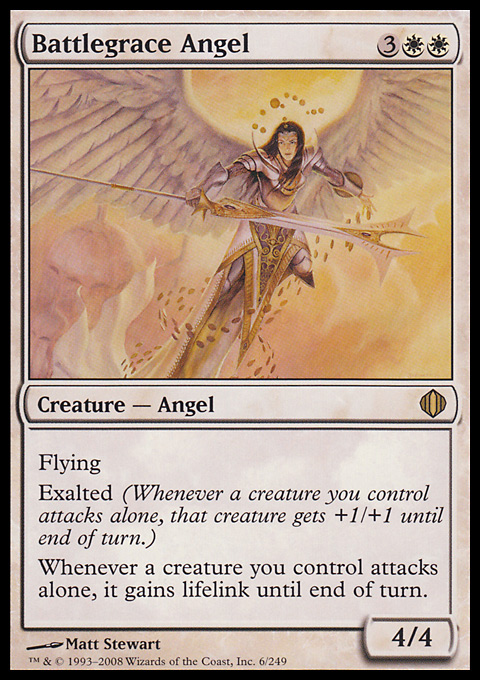 Battlegrace Angel 3
Creature — Angel
Flying
Exalted (Whenever a creature you control
attacks alone, that creature gets +1/+1 until
end of turn.)
Whenever a creature you control attacks
alone, it gains lifelink until end of turn.
4/4
Matt Stewart
™ & © 1993–2008 Wizards of the Coast, Inc. 6/249